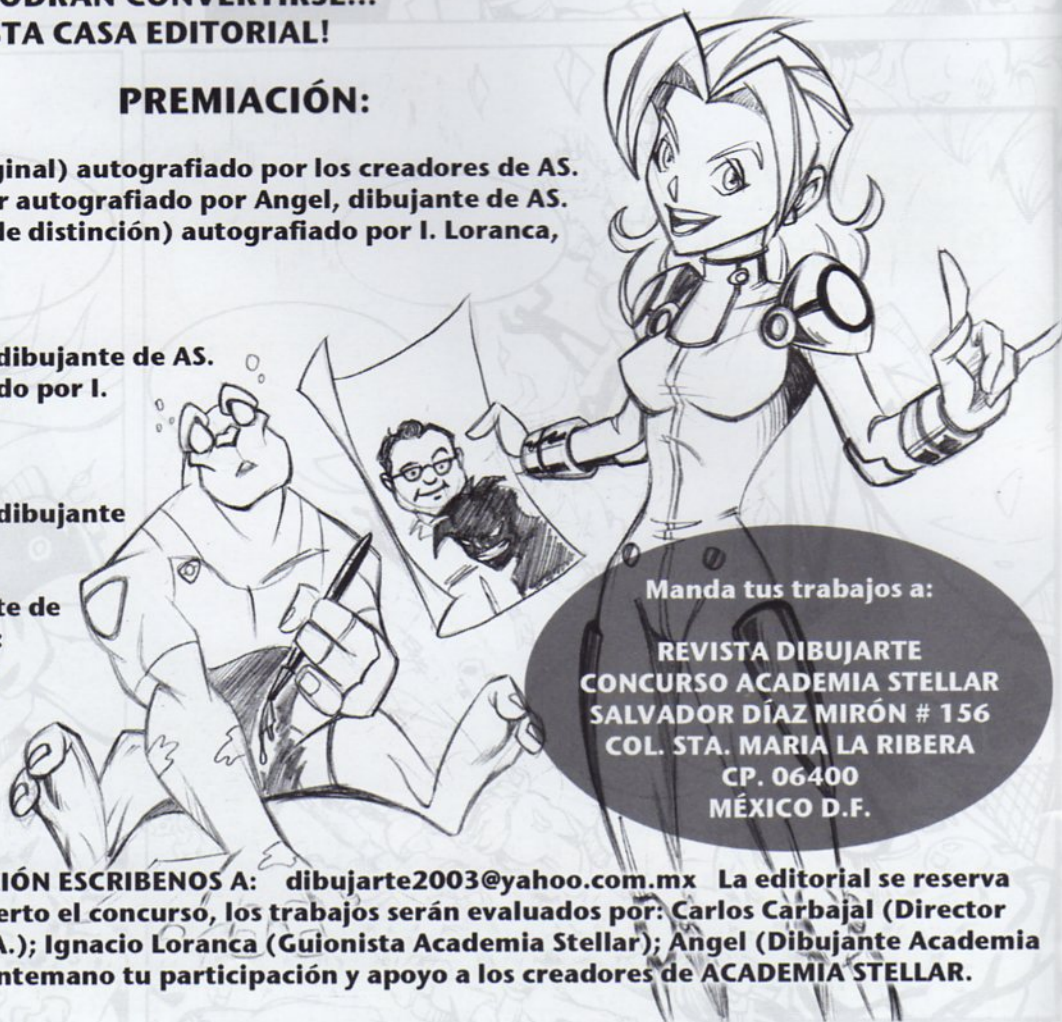 ODRÁN CONVERTIRSE...
STA CASA EDITORIAL!
PREMIACIÓN:
ginal) autografiado por los creadores de AS.
r autografiado por Angel, dibujante de AS.
de distinción) autografiado por I. Loranca,
dibujante de AS.
do por I.
dibujante
te de
:
Manda tus trabajos a:
REVISTA DIBUJARTE
CONCURSO ACADEMIA STELLAR
SALVADOR DÍAZ MIRÓN # 156
COL. STA. MARIA LA RIBERA
CP. 06400
MÉXICO D.F.
IÓN ESCRIBENOS A: dibujarte2003@yahoo.com.mx La editorial se reserva
erto el concurso, los trabajos serán evaluados por: Carlos Carbajal (Director
A.); Ignacio Loranca (Guionista Academia Stellar); Angel (Dibujante Academia
ntemano tu participación y apoyo a los creadores de ACADEMIA STELLAR.